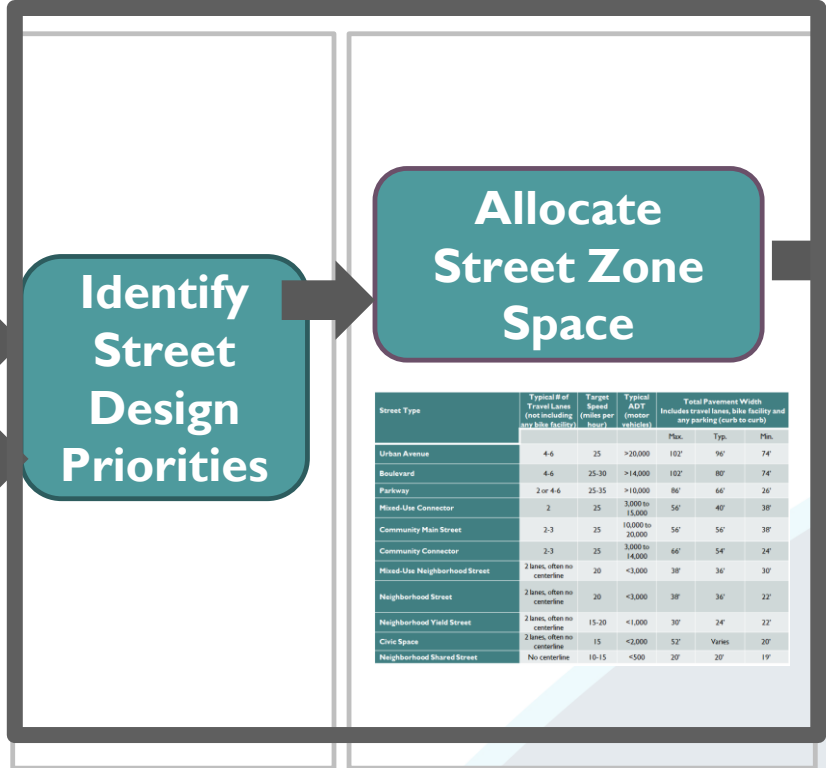 Identify
Street
Design
Priorities
Allocate
Street Zone
Space
Street Type
Typical # of
Travel Lanes
(not including
any bike facility)
Target
Speed
(miles per
hour)
Typical
ADT
(motor
vehicles)
Total Pavement Width
Includes travel lanes, bike facility and
any parking (curb to curb)
Max. Typ. Min.
Urban Avenue 4-6 25 >20,000 102' 96' 74'
Boulevard 4-6 25-30 >14,000 102' 80' 74'
Parkway 2 or 4-6 25-35 >10,000 86' 66' 26'
Mixed-Use Connector 2 25 3,000 to
15,000 56' 40' 38'
Community Main Street 2-3 25 10,000 to
20,000 56' 56' 38'
Community Connector 2-3 25 3,000 to
14,000 66' 54' 24'
Mixed-Use Neighborhood Street 2 lanes, often no
centerline 20 <3,000 38' 36' 30'
Neighborhood Street 2 lanes, often no
centerline 20 <3,000 38' 36' 22'
Neighborhood Yield Street 2 lanes, often no
centerline 15-20 <1,000 30' 24' 22'
Civic Space 2 lanes, often no
centerline 15 <2,000 52' Varies 20'
Neighborhood Shared Street No centerline 10-15 <500 20' 20' 19'